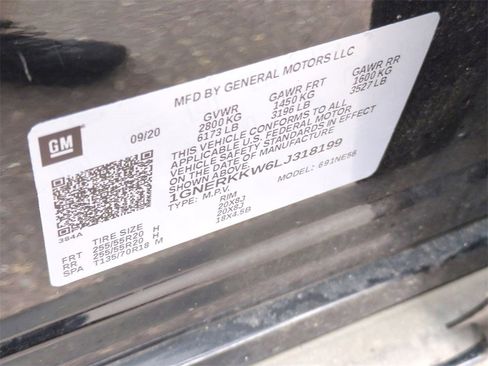 MFD BY GENERAL MOTORS LLC
GM
09/20
GVWR GAWR FRT GAWR RR
2800 KG 1450 KG 1600 KG
6173 LB 3196 LB 3527 LB
THIS VEHICLE CONFORMS TO ALL
APPLICABLE U.S. FEDERAL MOTOR
VEHICLE SAFETY STANDARDS IN EFFECT
ON THE DATE OF MANUFACTURE
SHOWN ABOVE.
1GNERKKW6LJ318199
TYPE: M.P.V. MODEL: 691NE56
394A
TIRE SIZE RIM
FRT 255/55R20 H 20X8J
RR 255/55R20 H 20X8J
SPA T135/70R18 M 18X4.5B